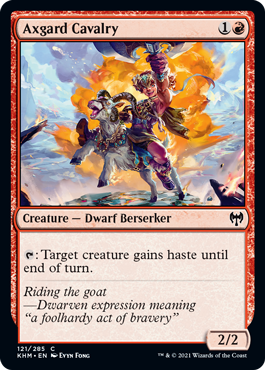 Axgard Cavalry 1
Creature — Dwarf Berserker
: Target creature gains haste until
end of turn.
Riding the goat
—Dwarven expression meaning
“a foolhardy act of bravery”
2/2
121/285 C
KHM • EN Evyn Fong
™ & © 2021 Wizards of the Coast